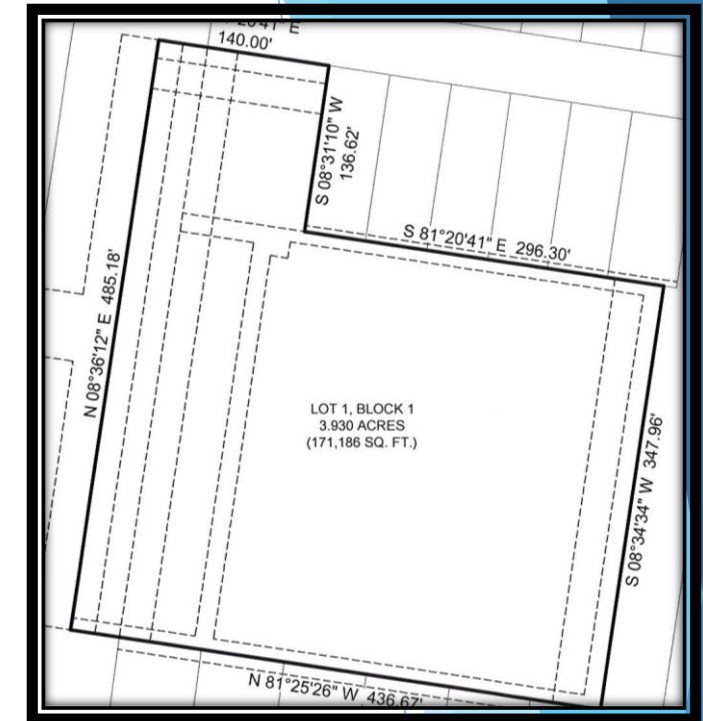 140.00'
S 08°31'10" W
136.62'
S 81°20'41" E 296.30'
N 08°36'12" E 485.18'
LOT 1, BLOCK 1
3.930 ACRES
(171,186 SQ. FT.)
S 08°34'34" W 347.96'
N 81°25'26" W 436.67'